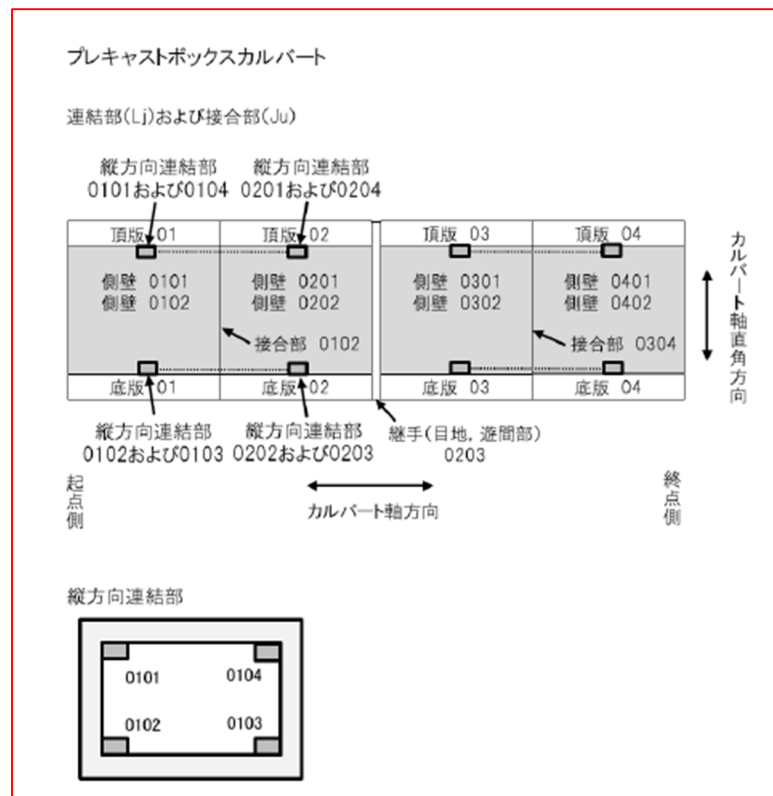 プレキャストボックスカルバート
連結部(Lj)および接合部(Ju)
縦方向連結部
0101および0104
縦方向連結部
0201および0204
頂版 01
頂版 02
頂版 03
頂版 04
側壁 0101
側壁 0102
側壁 0201
側壁 0202
側壁 0301
側壁 0302
側壁 0401
側壁 0402
接合部 0102
接合部 0304
底版 01
底版 02
底版 03
底版 04
カルバート軸直角方向
縦方向連結部
0102および0103
縦方向連結部
0202および0203
継手(目地，遊間部)
0203
起点側
カルバート軸方向
終点側
縦方向連結部
0101
0104
0102
0103